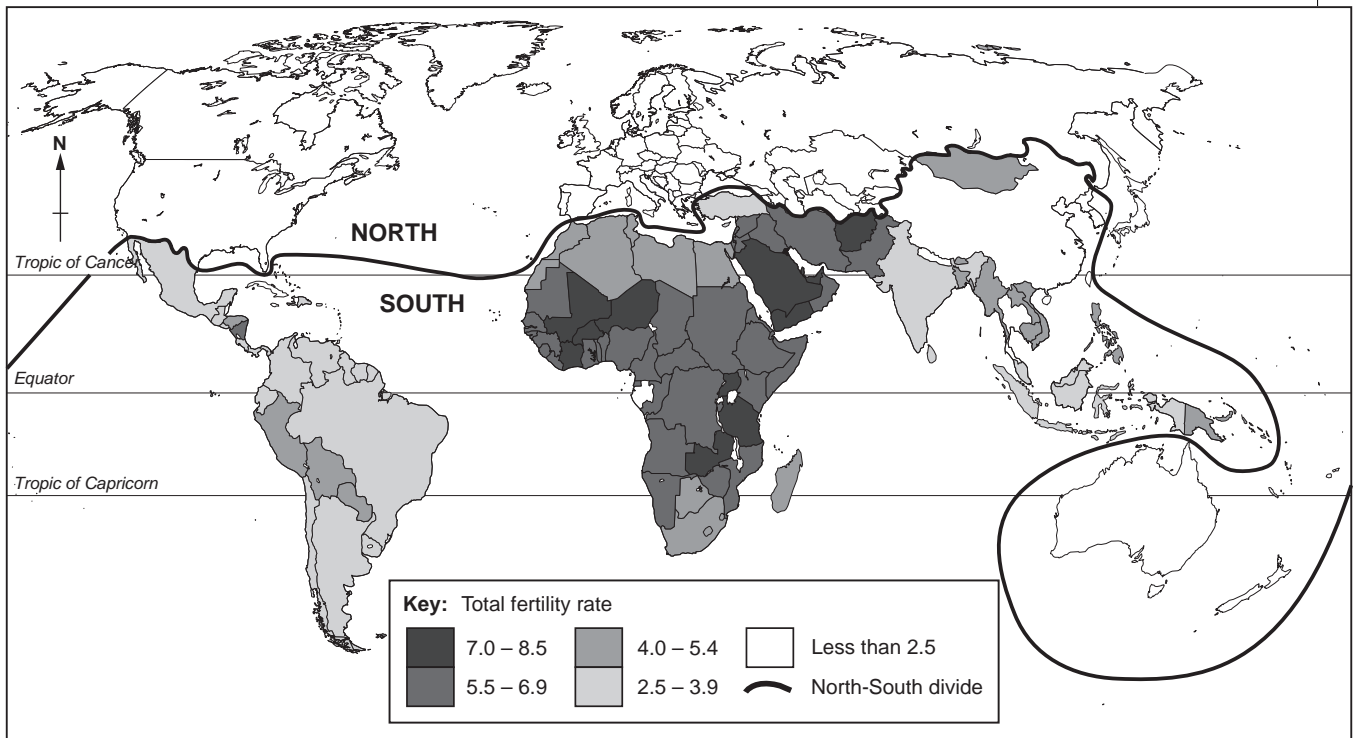 N
NORTH
Tropic of Cancer
SOUTH
Equator
Tropic of Capricorn
Key: Total fertility rate
7.0 – 8.5
4.0 – 5.4
Less than 2.5
5.5 – 6.9
2.5 – 3.9
North-South divide